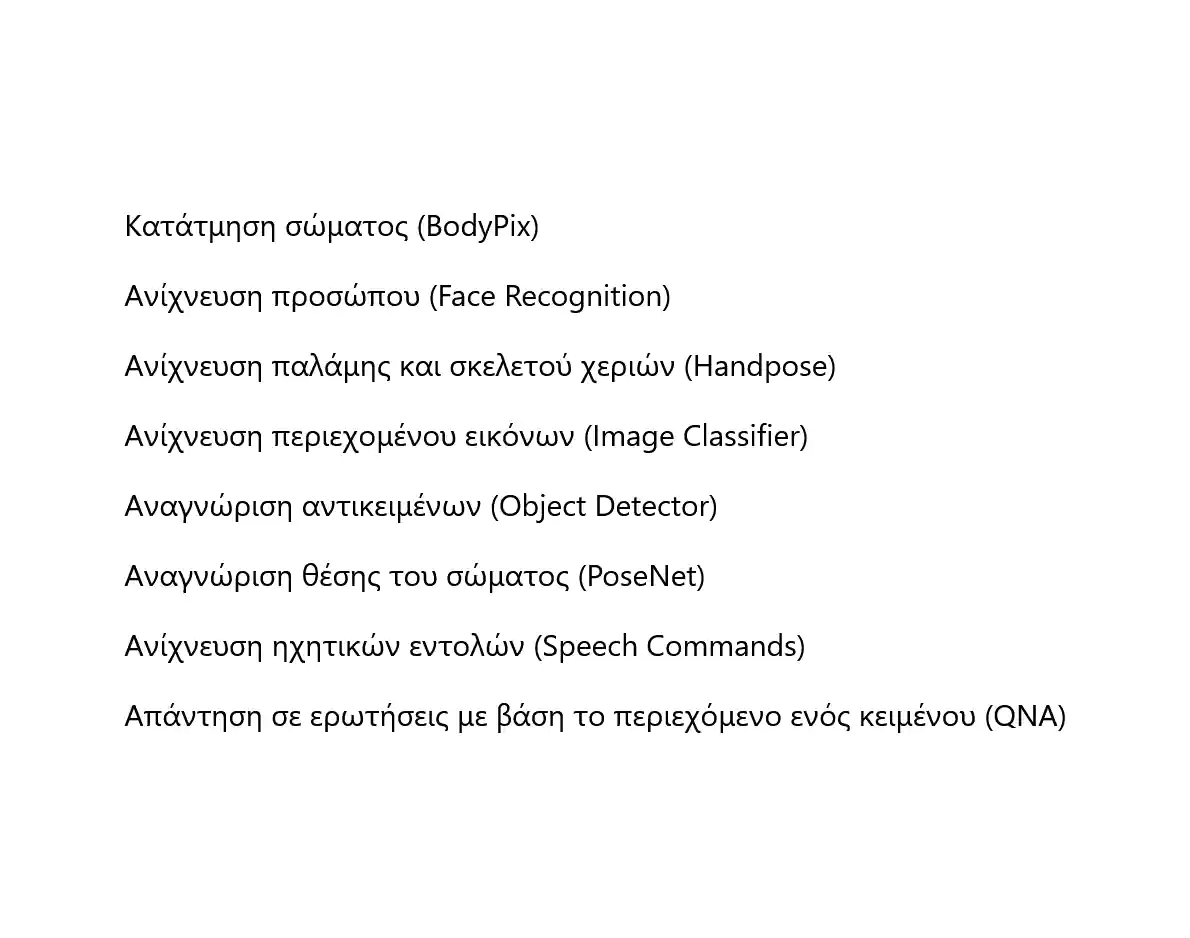 Κατάτμηση σώματος (BodyPix)
Ανίχνευση προσώπου (Face Recognition)
Ανίχνευση παλάμης και σκελετού χεριών (Handpose)
Ανίχνευση περιεχομένου εικόνων (Image Classifier)
Αναγνώριση αντικειμένων (Object Detector)
Αναγνώριση θέσης του σώματος (PoseNet)
Ανίχνευση ηχητικών εντολών (Speech Commands)
Απάντηση σε ερωτήσεις με βάση το περιεχόμενο ενός κειμένου (QNA)